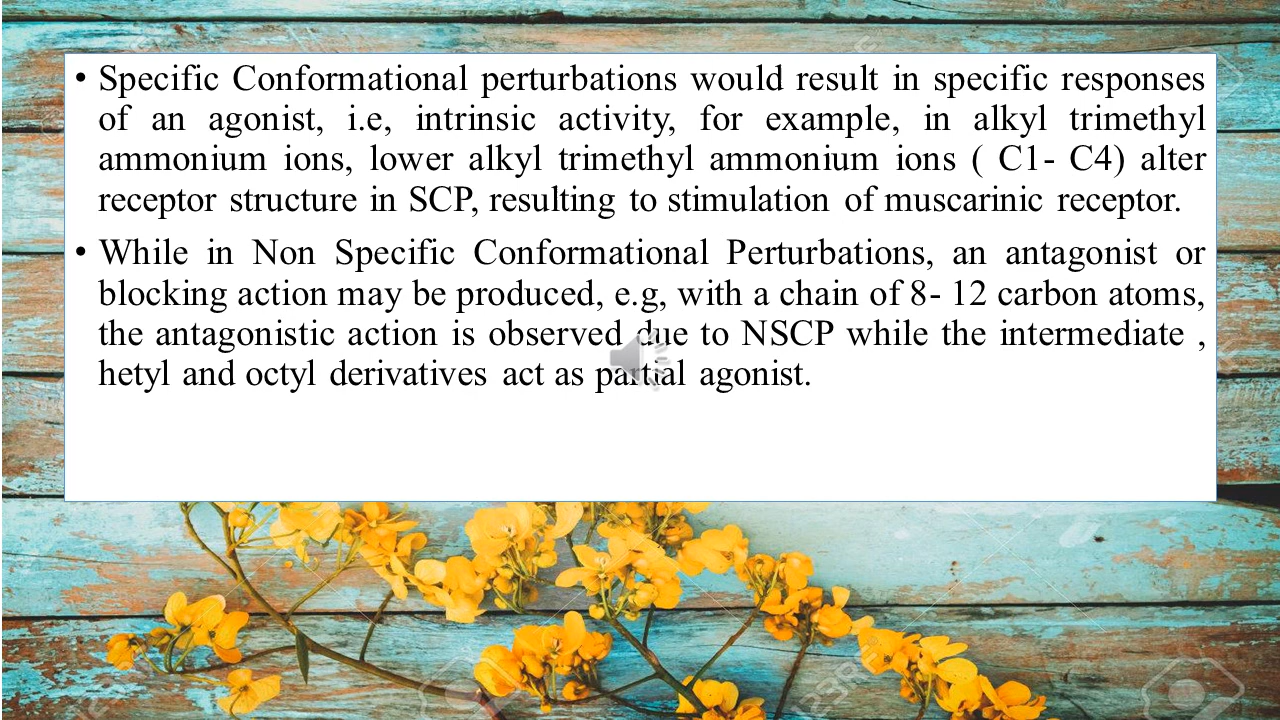 • Specific Conformational perturbations would result in specific responses
of an agonist, i.e, intrinsic activity, for example, in alkyl trimethyl
ammonium ions, lower alkyl trimethyl ammonium ions ( C1- C4) alter
receptor structure in SCP, resulting to stimulation of muscarinic receptor.
• While in Non Specific Conformational Perturbations, an antagonist or
blocking action may be produced, e.g, with a chain of 8- 12 carbon atoms,
the antagonistic action is observed due to NSCP while the intermediate ,
hetyl and octyl derivatives act as partial agonist.